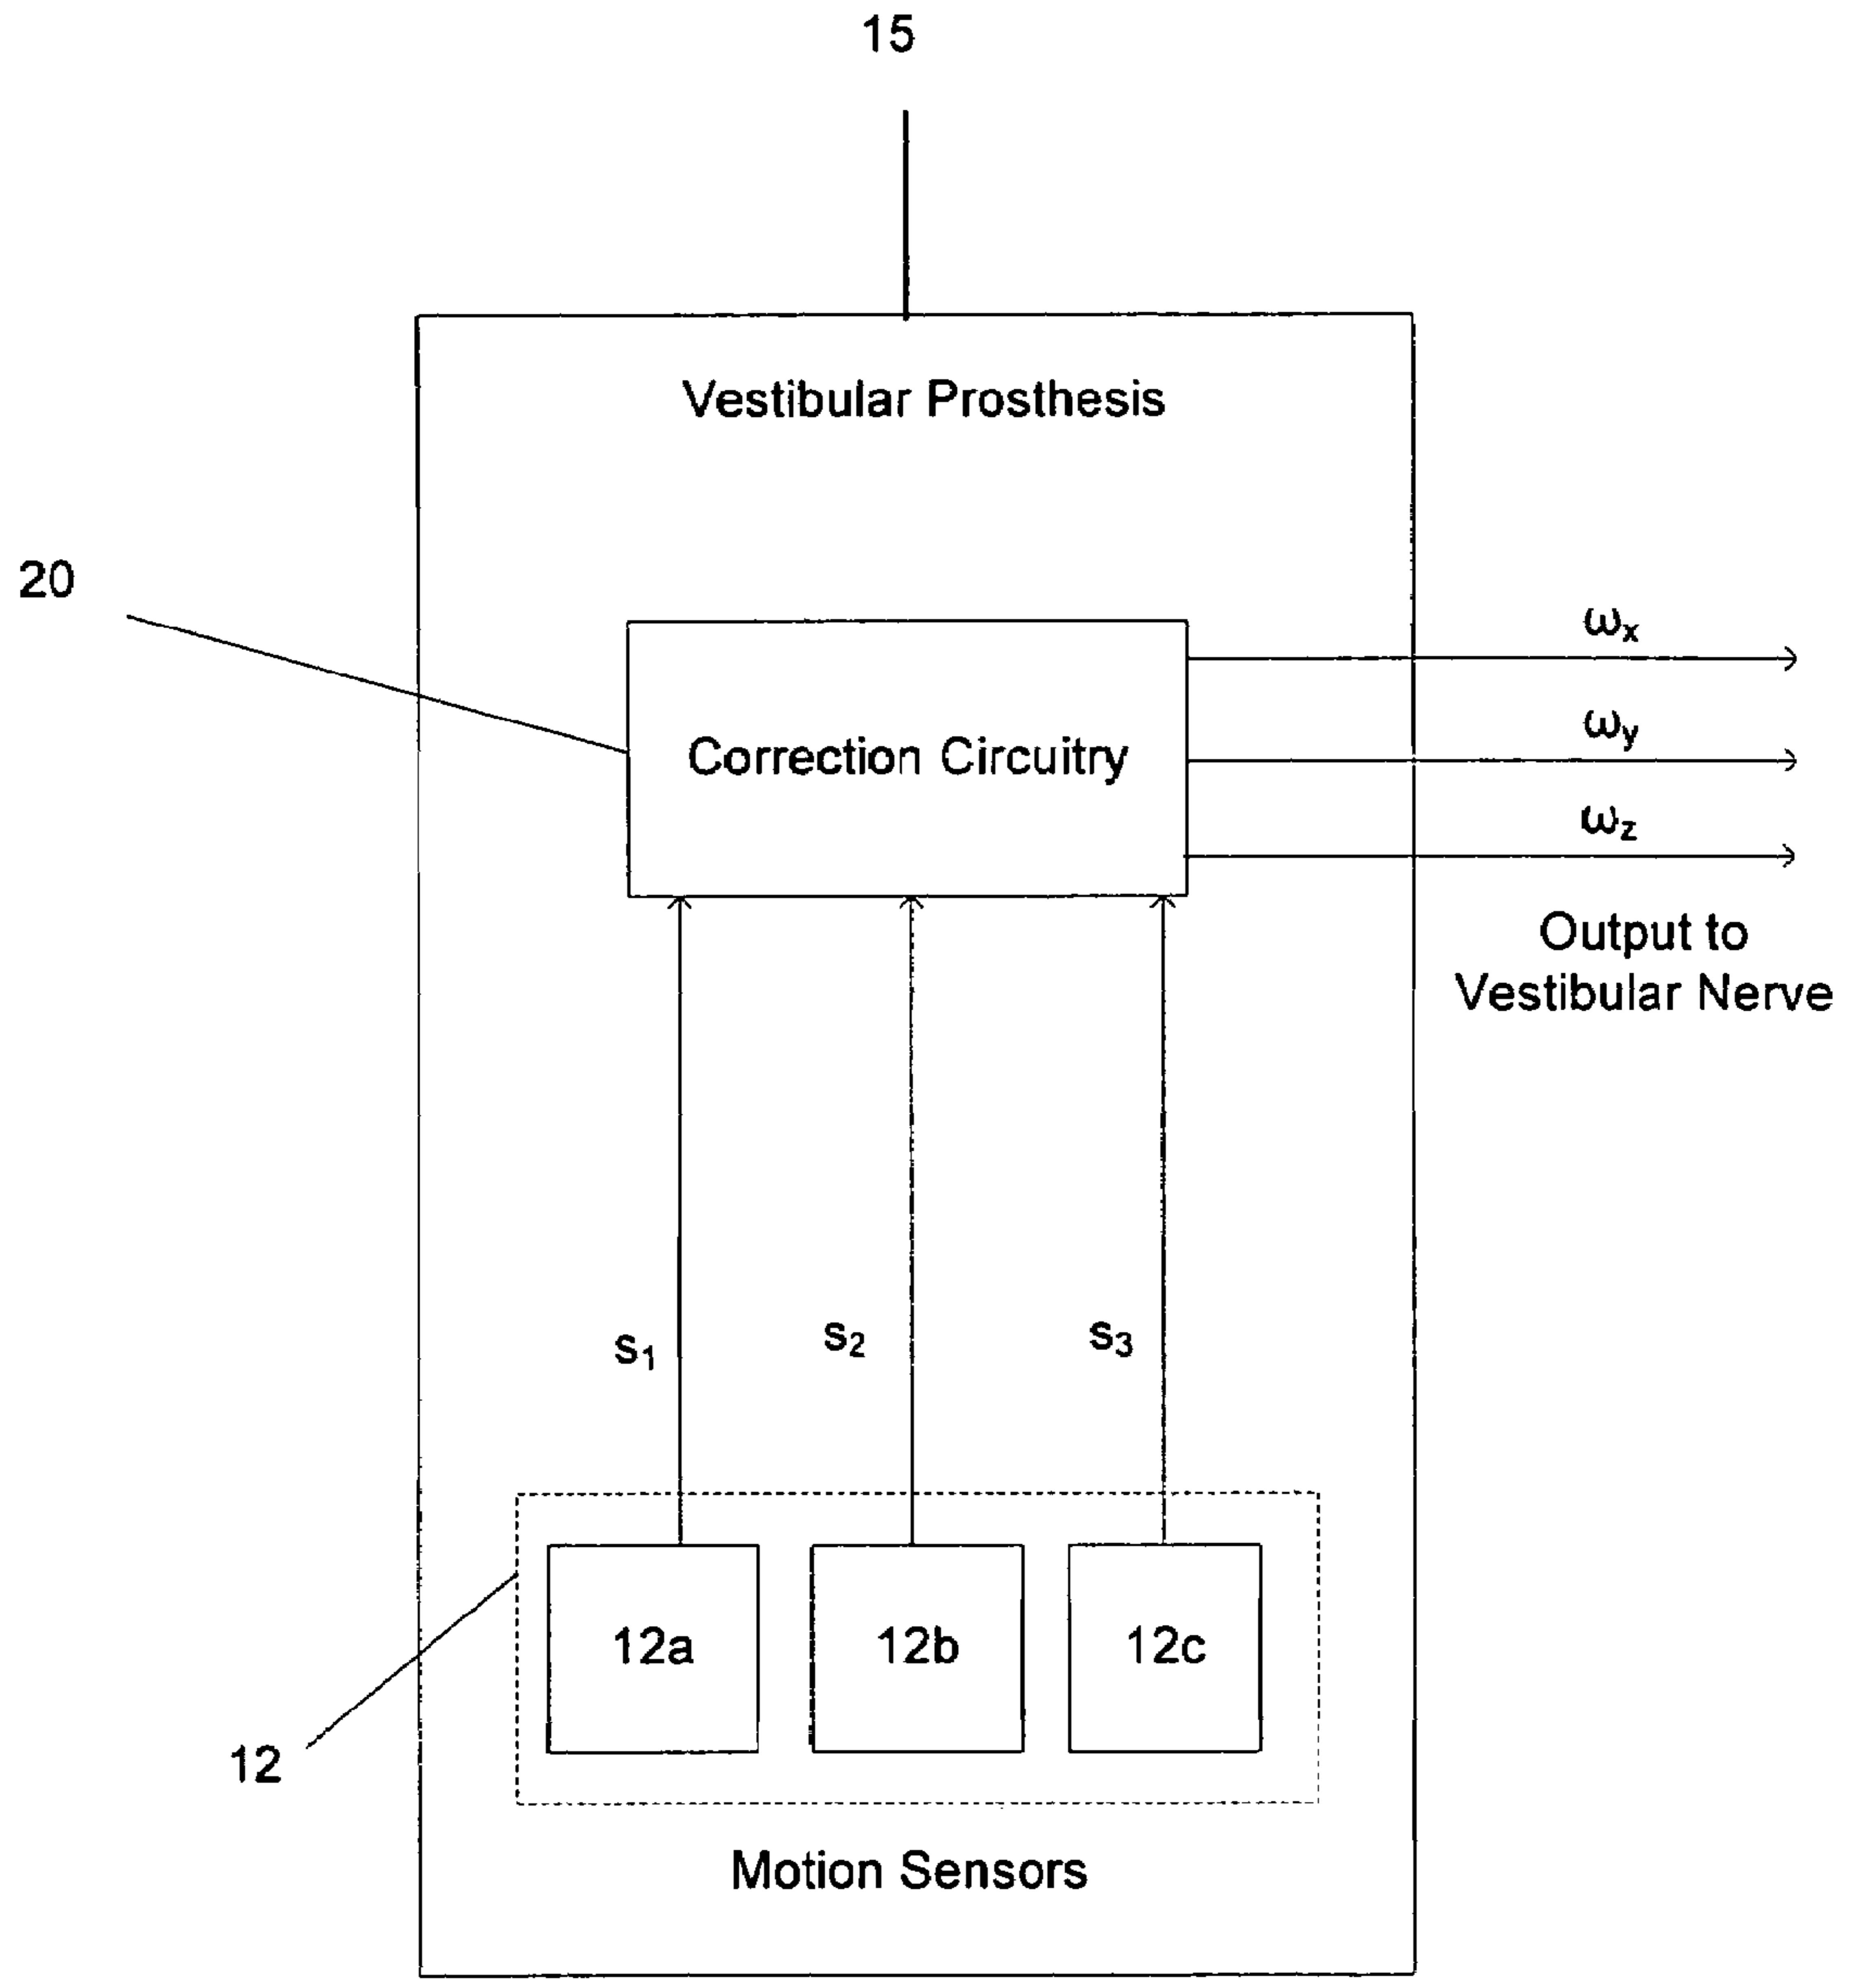 15
Vestibular Prosthesis
20
Correction Circuitry
ωx
ωy
ωz
Output to
Vestibular Nerve
s1
s2
s3
12a
12b
12c
12
Motion Sensors